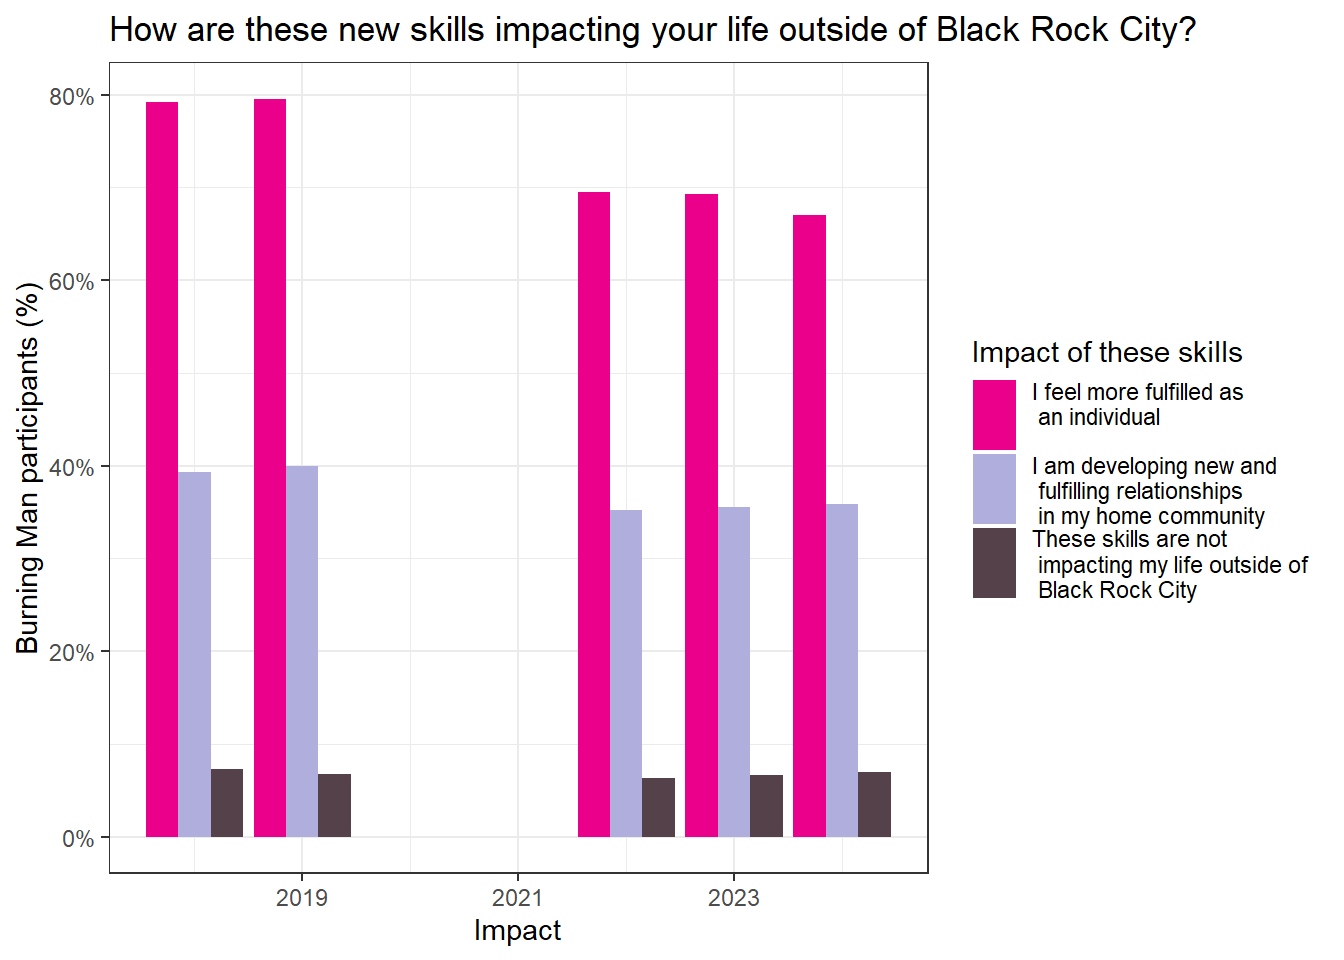 How are these new skills impacting your life outside of Black Rock City?
80%
60%
40%
20%
0%
Burning Man participants (%)
2019
2021
2023
Impact
Impact of these skills
I feel more fulfilled as
an individual
I am developing new and
fulfilling relationships
in my home community
These skills are not
impacting my life outside of
Black Rock City